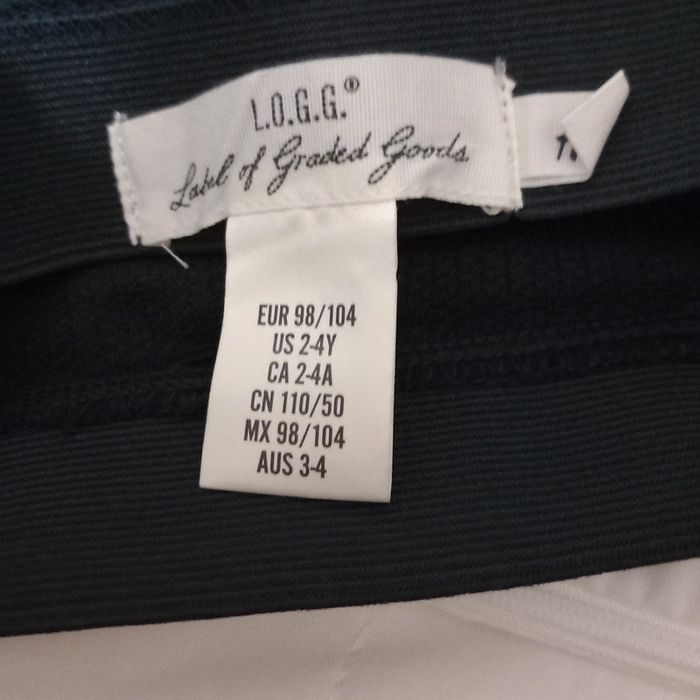 L.O.G.G.®
Label of Graded Goods
EUR 98/104
US 2-4Y
CA 2-4A
CN 110/50
MX 98/104
AUS 3-4